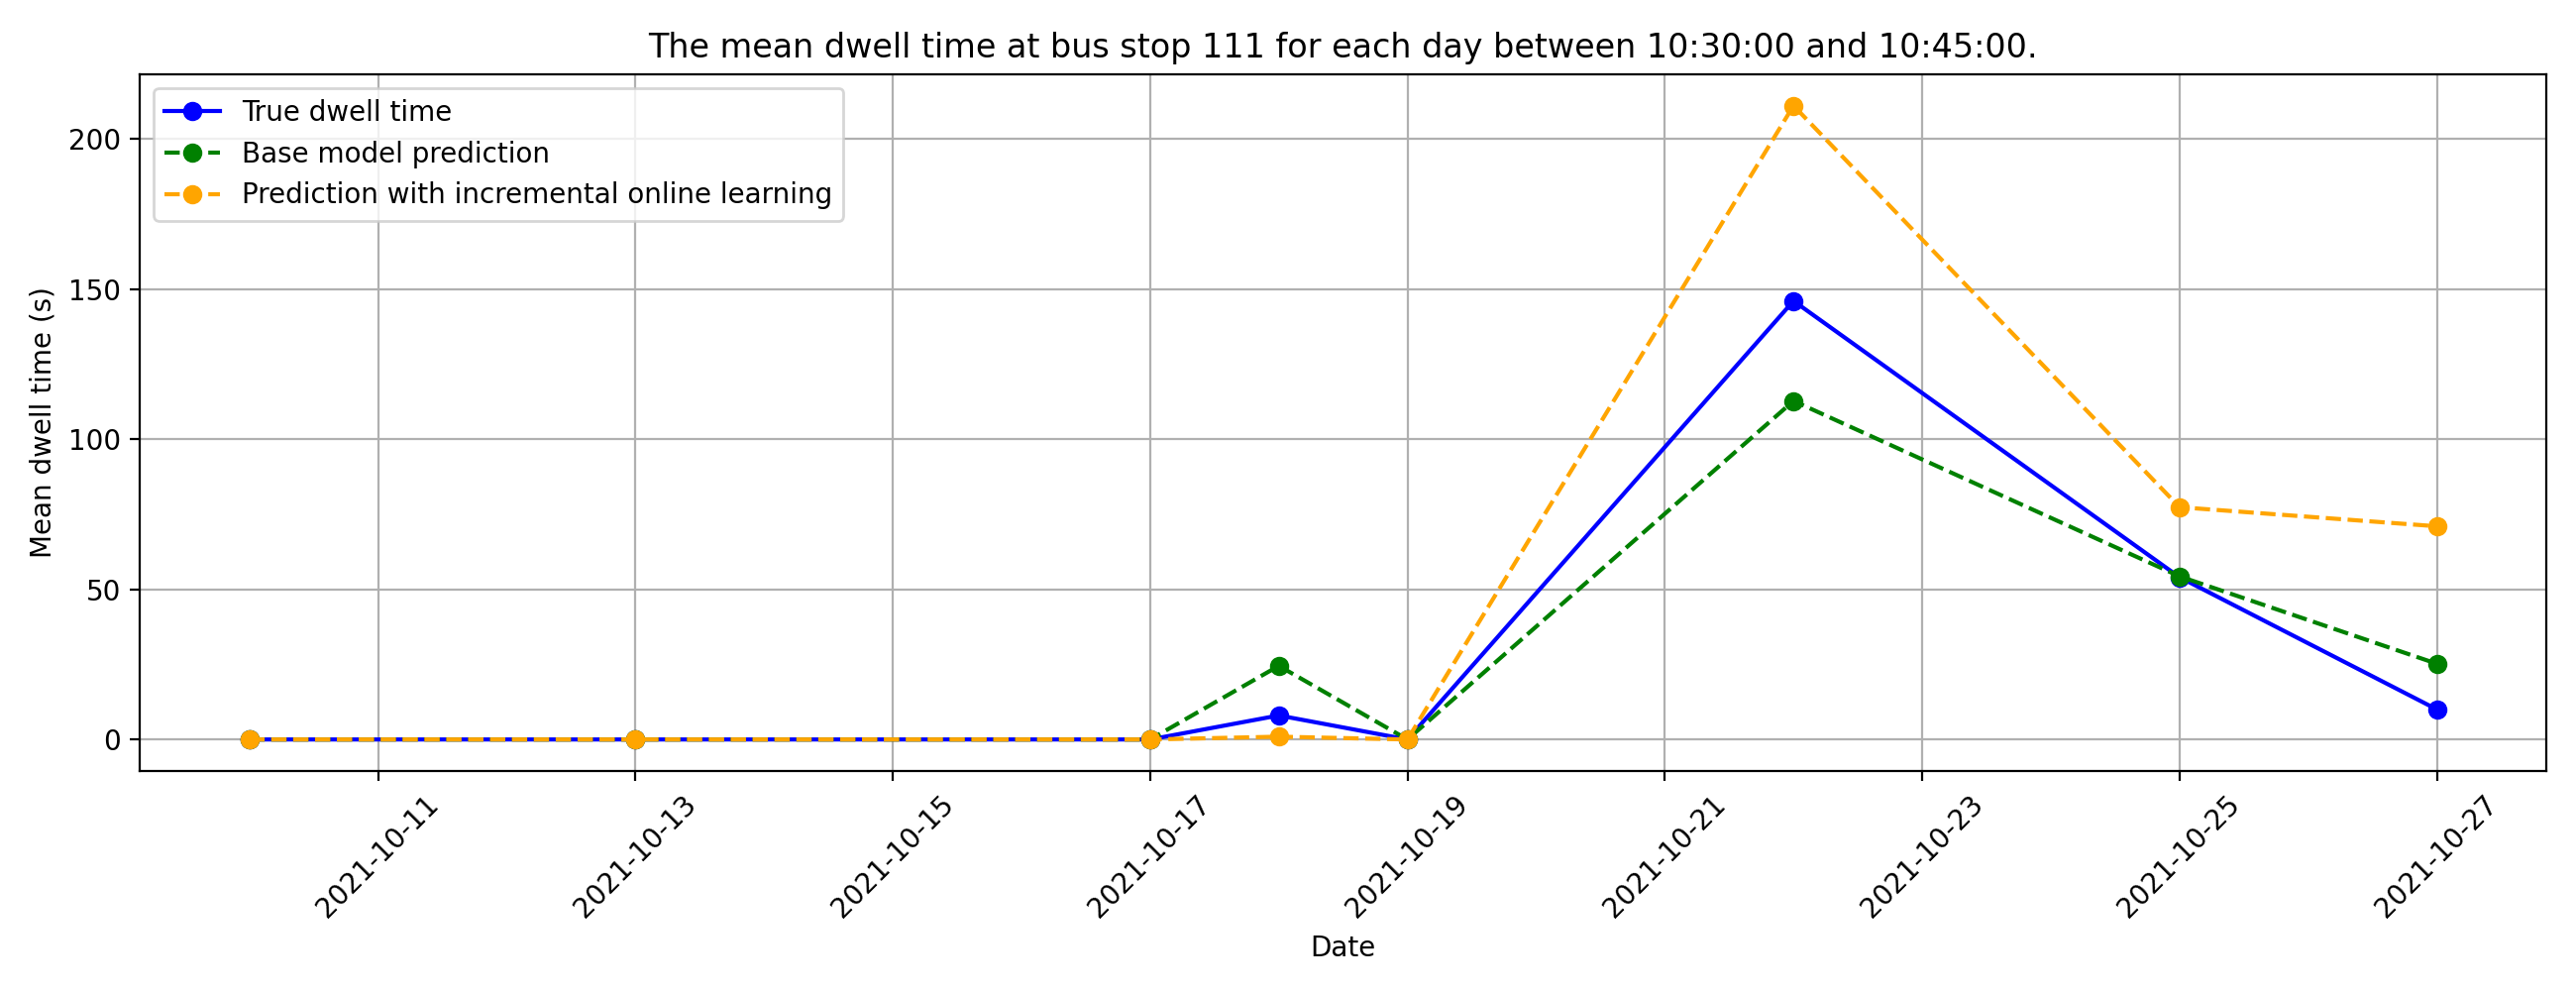 The mean dwell time at bus stop 111 for each day between 10:30:00 and 10:45:00.
True dwell time
Base model prediction
Prediction with incremental online learning
Mean dwell time (s)
200
150
100
50
0
2021-10-11
2021-10-13
2021-10-15
2021-10-17
2021-10-19
2021-10-21
2021-10-23
2021-10-25
2021-10-27
Date